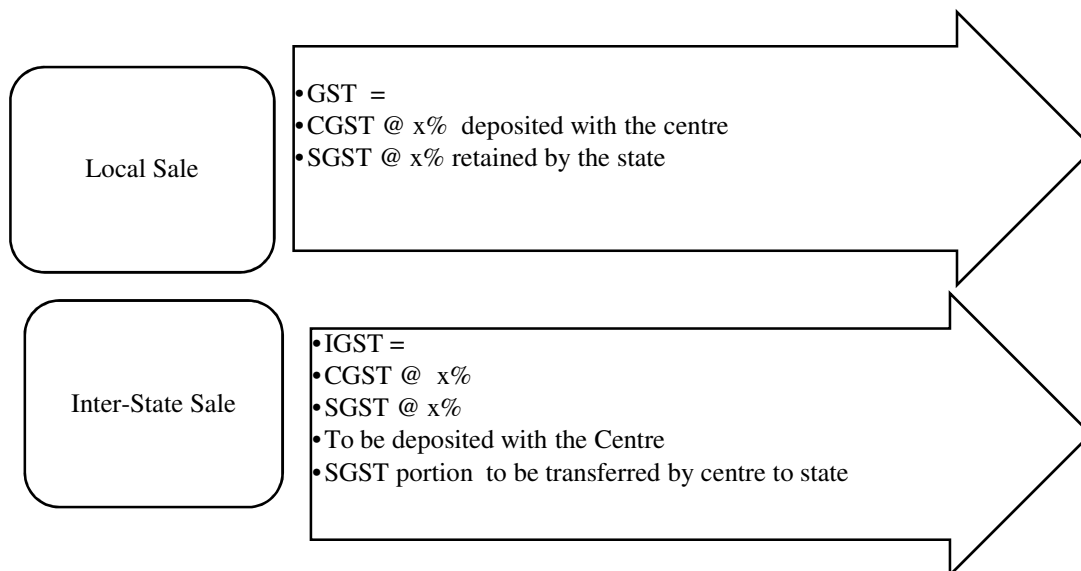 Local Sale
•GST =
•CGST @ x% deposited with the centre
•SGST @ x% retained by the state
Inter-State Sale
•IGST =
•CGST @ x%
•SGST @ x%
•To be deposited with the Centre
•SGST portion to be transferred by centre to state